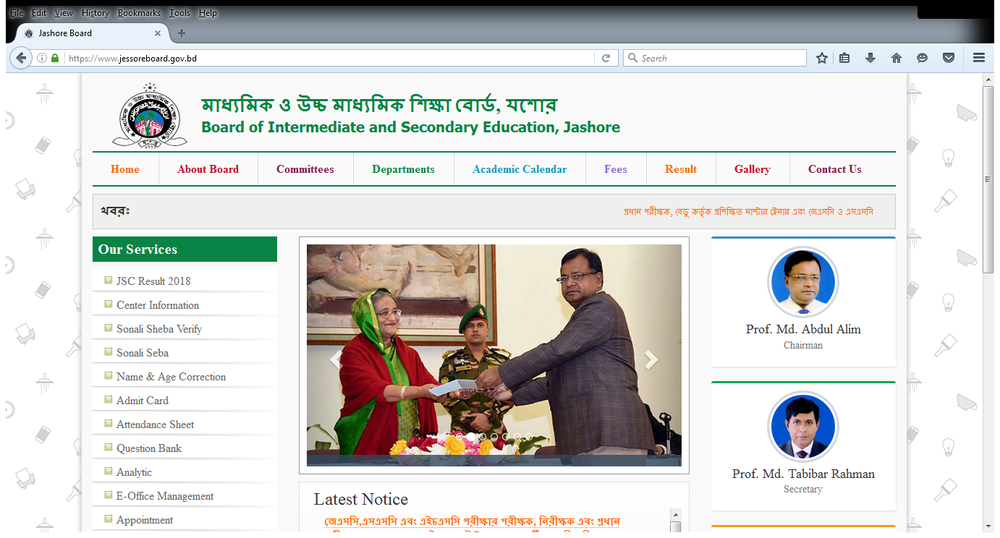 File Edit View History Bookmarks Tools Help
Jashore Board
https://www.jessoreboard.gov.bd
Search
মাধ্যমিক ও উচ্চ মাধ্যমিক শিক্ষা বোর্ড, যশোর
Board of Intermediate and Secondary Education, Jashore
Home About Board Committees Departments Academic Calendar Fees Result Gallery Contact Us
খবরঃ
প্রধান পরীক্ষক, বেডু কর্তৃক প্রশিক্ষিত মাস্টার ট্রেনার এবং জেএসসি ও এসএসসি
Our Services
JSC Result 2018
Center Information
Sonali Sheba Verify
Sonali Seba
Name & Age Correction
Admit Card
Attendance Sheet
Question Bank
Analytic
E-Office Management
Appointment
Latest Notice
জেএসসি,এসএসসি এবং এইচএসসি পরীক্ষার পরীক্ষক, নিরীক্ষক এবং প্রধান
Prof. Md. Abdul Alim
Chairman
Prof. Md. Tabibar Rahman
Secretary